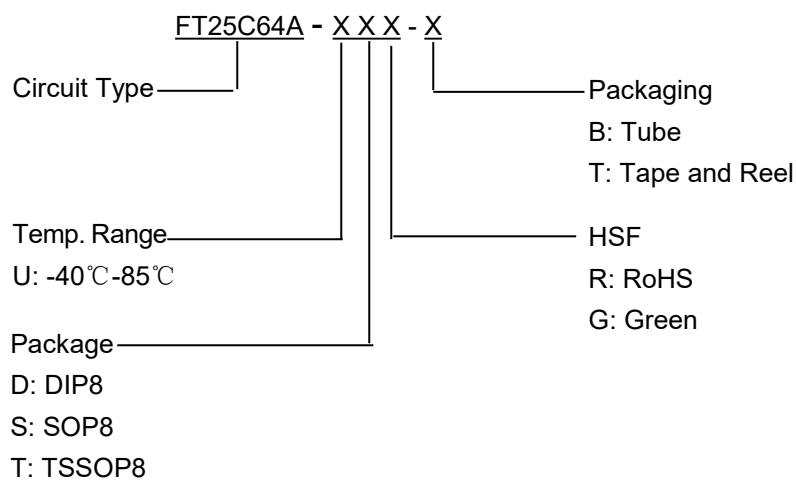 FT25C64A - X X X - X
Circuit Type
Packaging
B: Tube
T: Tape and Reel
Temp. Range
U: -40℃-85℃
HSF
R: RoHS
G: Green
Package
D: DIP8
S: SOP8
T: TSSOP8